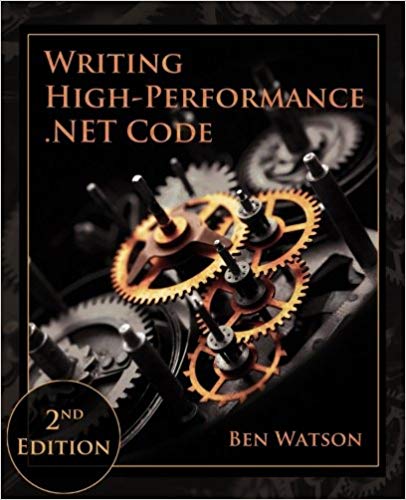 WRITING
HIGH-PERFORMANCE
.NET CODE
2ND
EDITION
BEN WATSON